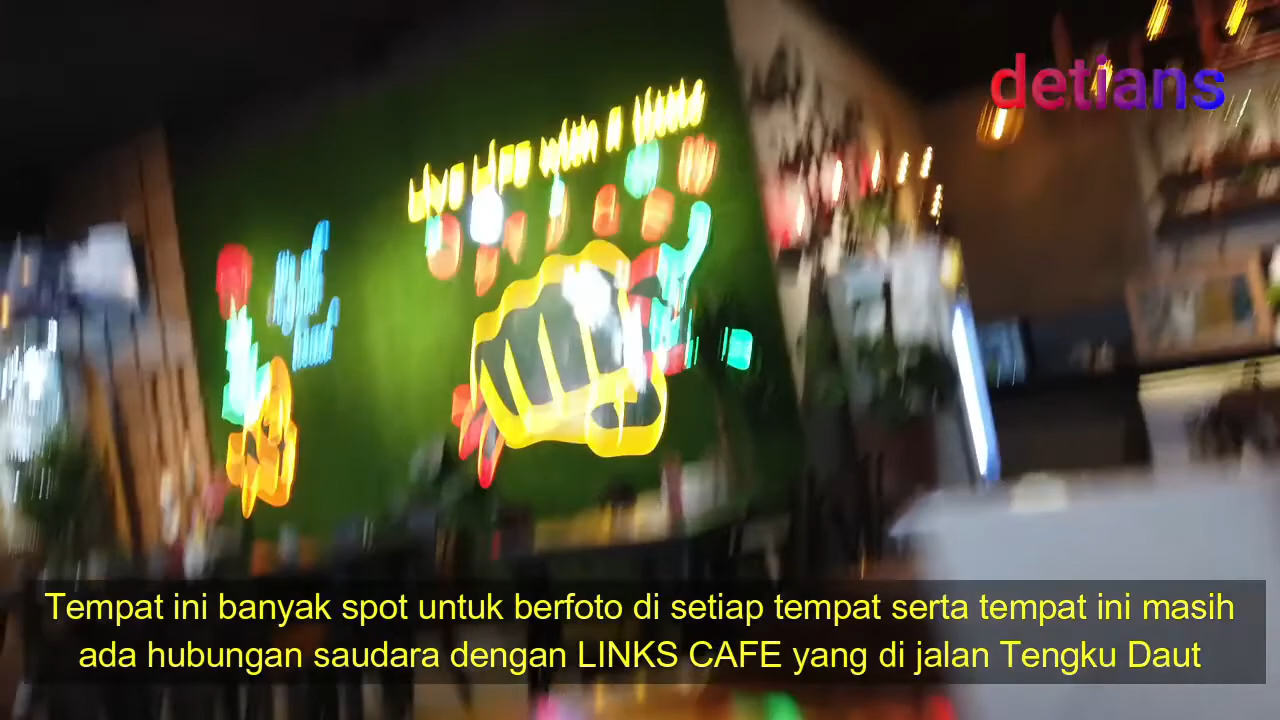 detians
Tempat ini banyak spot untuk berfoto di setiap tempat serta tempat ini masih
ada hubungan saudara dengan LINKS CAFE yang di jalan Tengku Daut